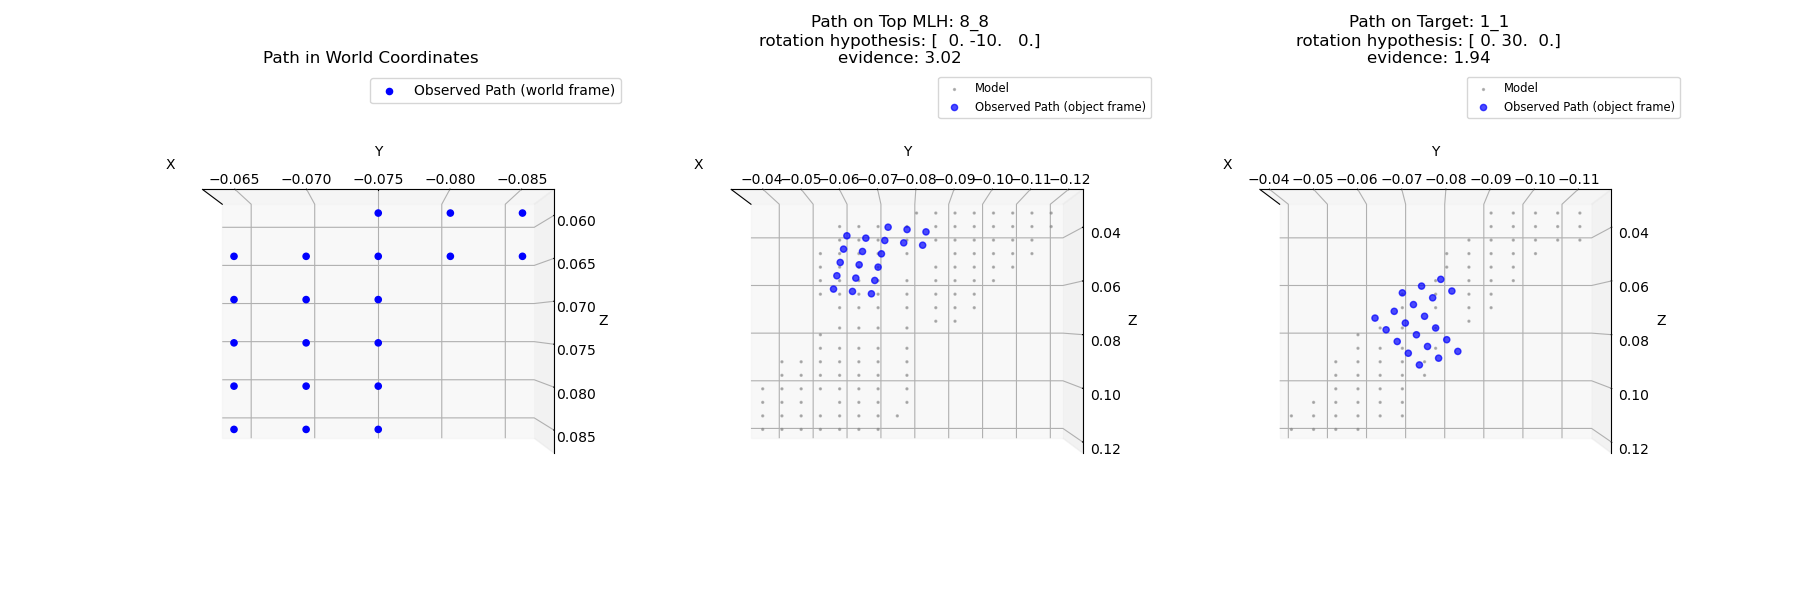 Path in World Coordinates
Observed Path (world frame)
X
Y
−0.065
−0.070
−0.075
−0.080
−0.085
0.060
0.065
0.070
0.075
0.080
0.085
Z
Path on Top MLH: 8_8
rotation hypothesis: [  0. -10.   0.]
evidence: 3.02
Model
Observed Path (object frame)
X
Y
−0.04
−0.05
−0.06
−0.07
−0.08
−0.09
−0.10
−0.11
−0.12
0.04
0.06
0.08
0.10
0.12
Z
Path on Target: 1_1
rotation hypothesis: [ 0. 30.  0.]
evidence: 1.94
Model
Observed Path (object frame)
X
Y
−0.04
−0.05
−0.06
−0.07
−0.08
−0.09
−0.10
−0.11
0.04
0.06
0.08
0.10
0.12
Z